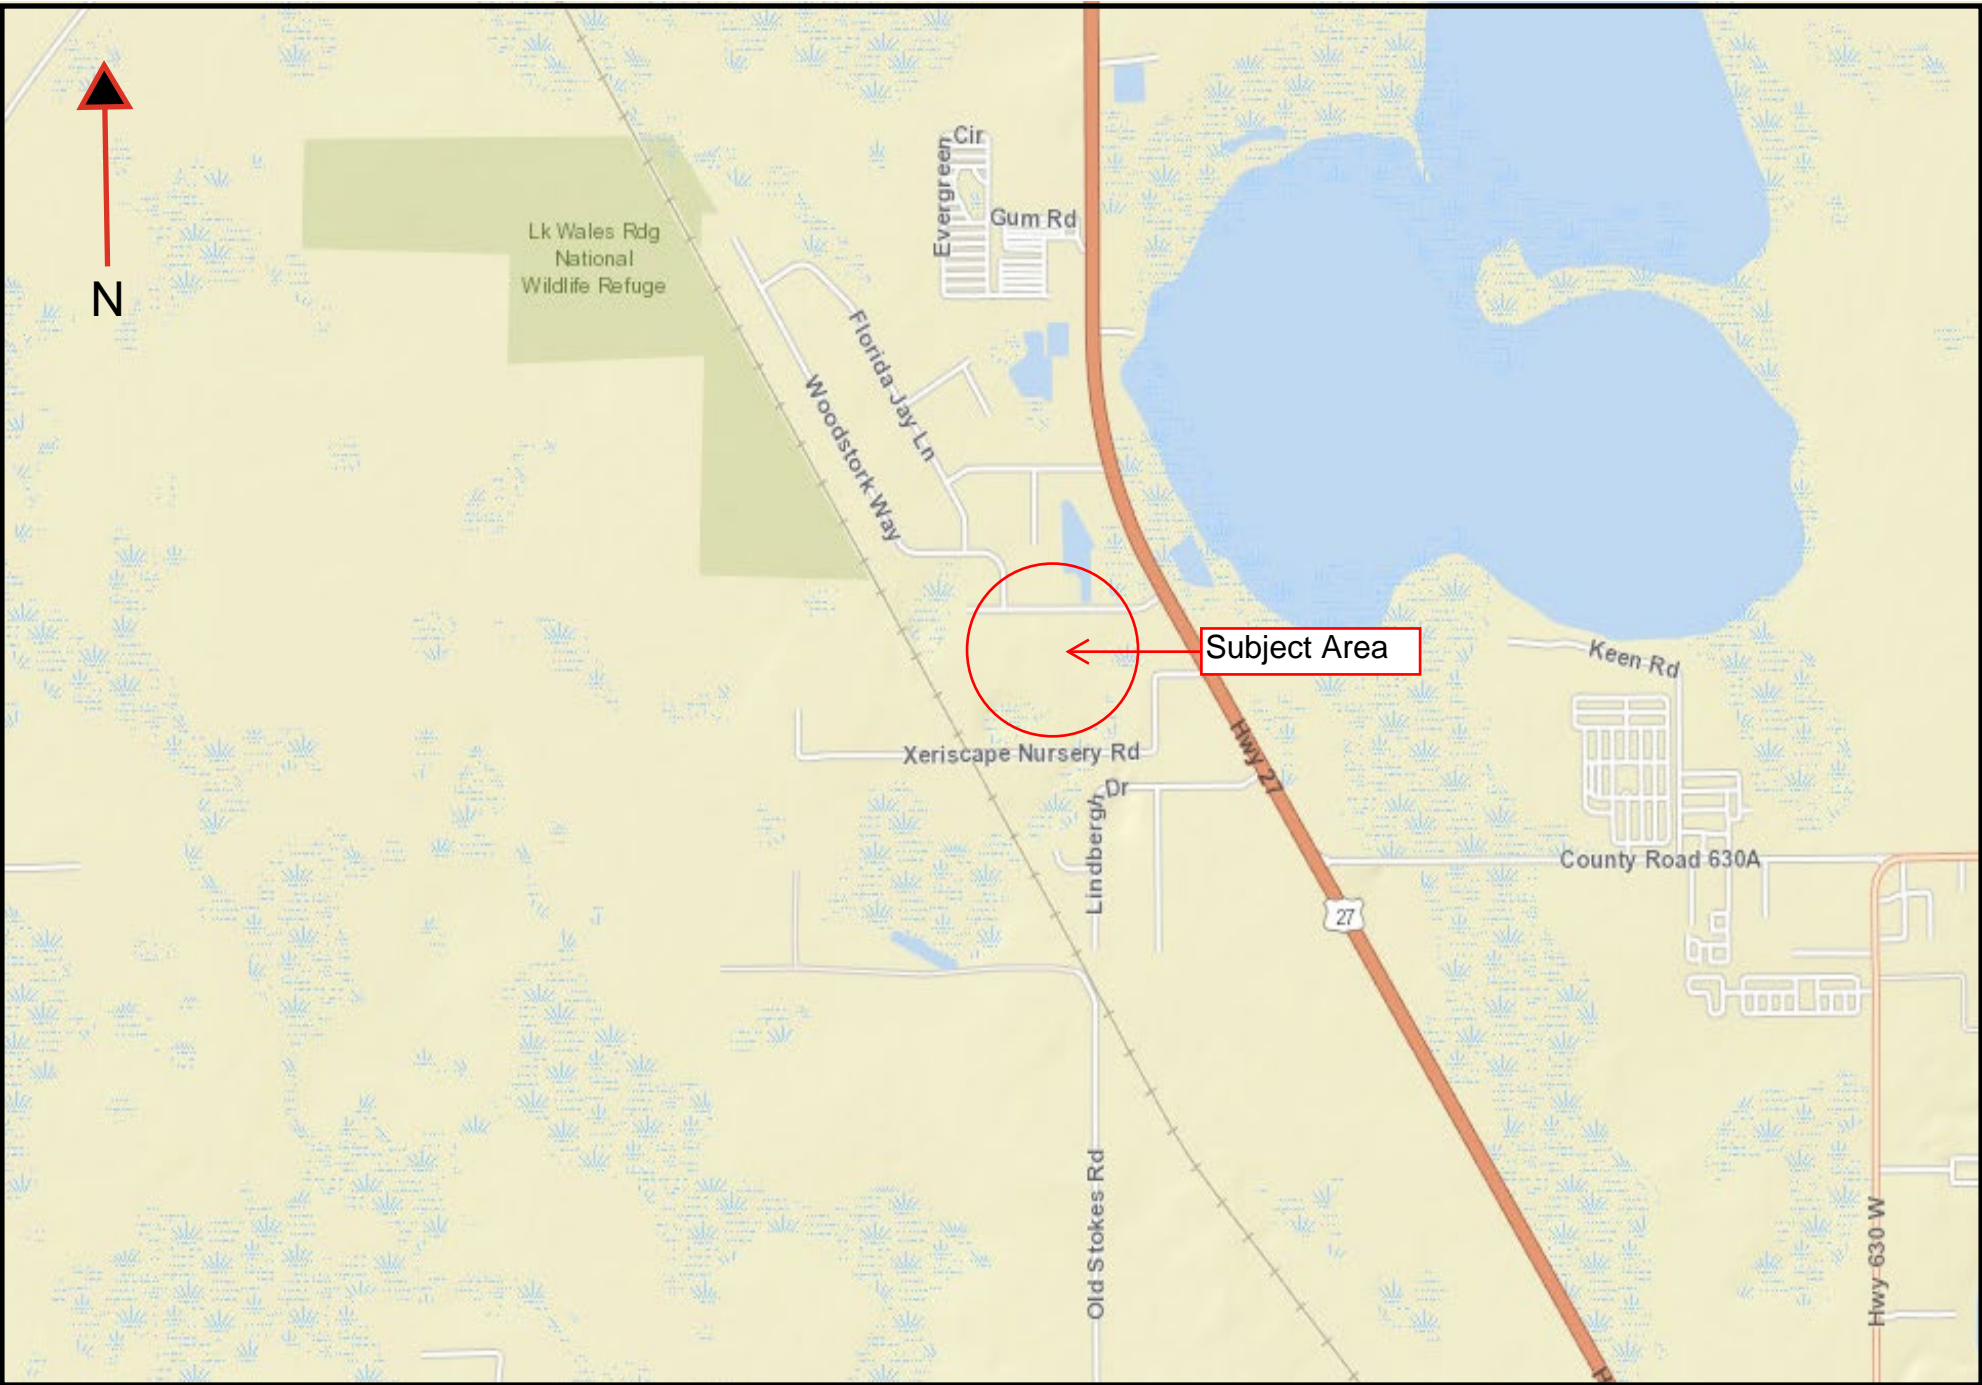 N
Cir
Evergreen
Gum Rd
Lk Wales Rdg
National
Wildlife Refuge
Florida Jay Ln
Woodstork Way
Subject Area
Keen Rd
Xeriscape Nursery Rd
Hwy 27
Dr
Lindbergh
County Road 630A
27
Old Stokes Rd
Hwy 630 W
H